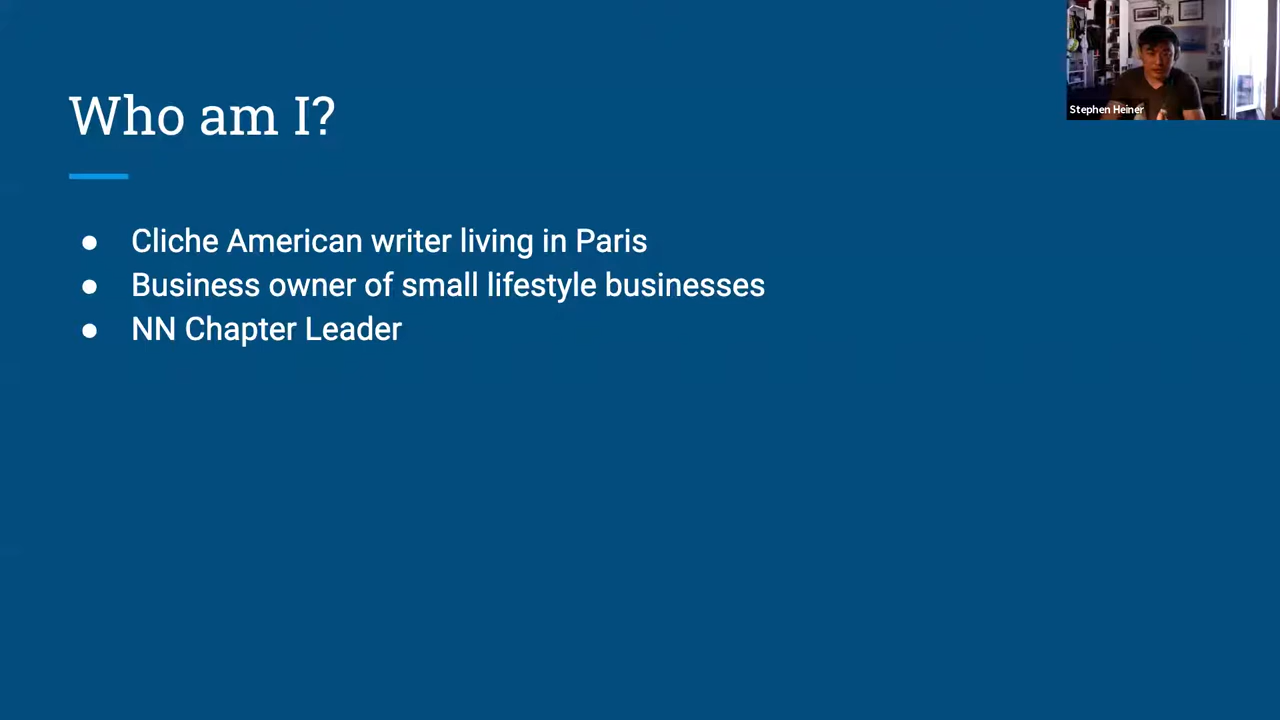 Who am I?
Stephen Heiner
● Cliche American writer living in Paris
● Business owner of small lifestyle businesses
● NN Chapter Leader